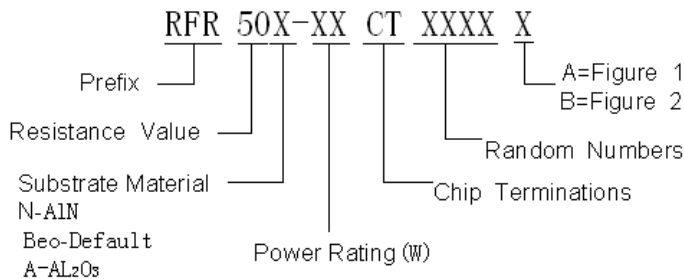 RFR 50X-XX CT XXXX X
Prefix
A=Figure 1
B=Figure 2
Resistance Value
Random Numbers
Substrate Material
Chip Terminations
N-AlN
Beo-Default
Power Rating(W)
A-AL₂O₃